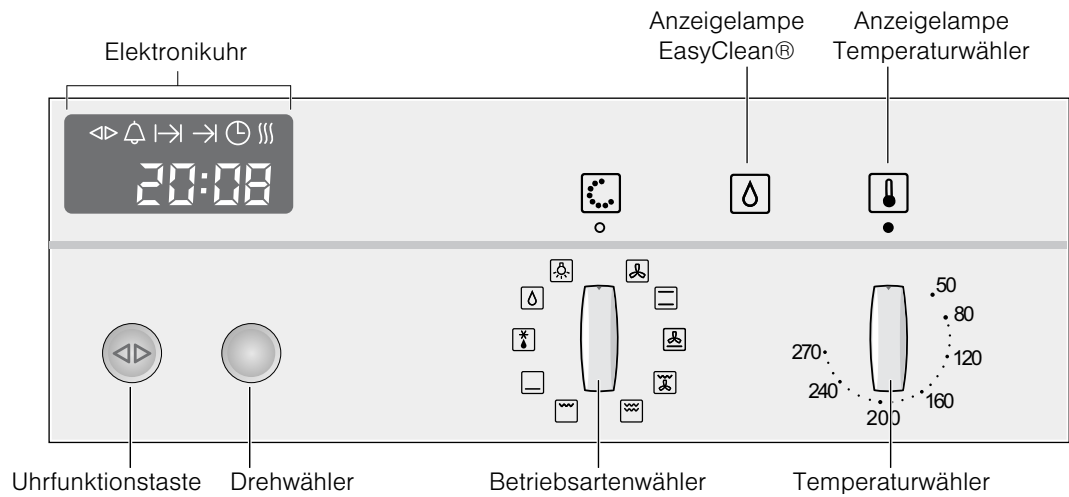 Anzeigelampe
EasyClean®
Anzeigelampe
Temperaturwähler
Elektronikuhr
20:08
50
80
120
160
200
240
270
Uhrfunktionstaste
Drehwähler
Betriebsartenwähler
Temperaturwähler